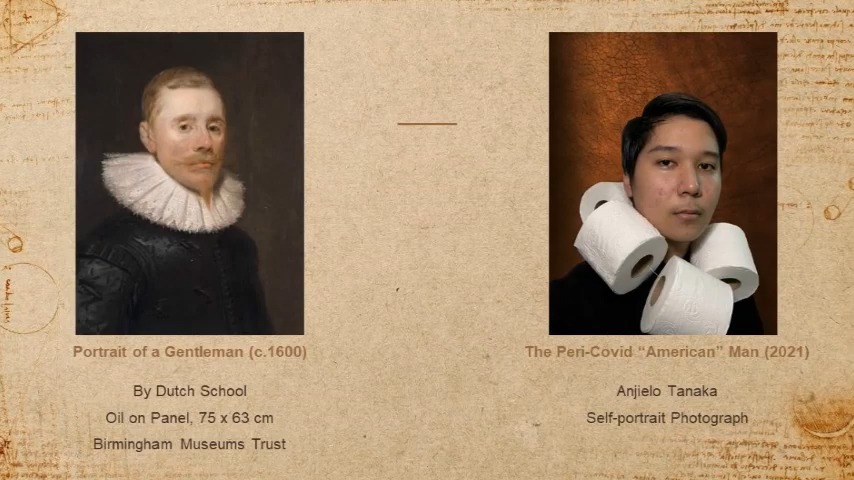 Portrait of a Gentleman (c.1600)
By Dutch School
Oil on Panel, 75 x 63 cm
Birmingham Museums Trust
The Peri-Covid “American” Man (2021)
Anjielo Tanaka
Self-portrait Photograph